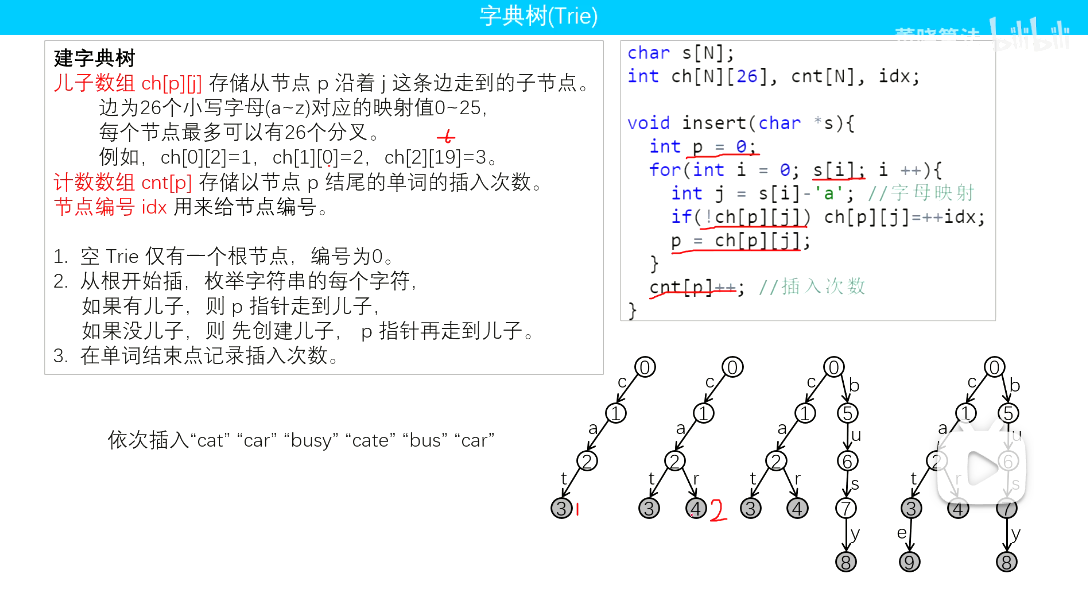 字典树(Trie)
董晓算法 bilibili
建字典树
儿子数组 ch[p][j] 存储从节点 p 沿着 j 这条边走到的子节点。
边为26个小写字母(a~z)对应的映射值0~25,
每个节点最多可以有26个分叉。
t
例如，ch[0][2]=1，ch[1][0]=2，ch[2][19]=3。
计数数组 cnt[p] 存储以节点 p 结尾的单词的插入次数。
节点编号 idx 用来给节点编号。
1. 空 Trie 仅有一个根节点，编号为0。
2. 从根开始插，枚举字符串的每个字符，
如果有儿子，则 p 指针走到儿子，
如果没儿子，则 先创建儿子， p 指针再走到儿子。
3. 在单词结束点记录插入次数。
char s[N];
int ch[N][26], cnt[N], idx;
void insert(char *s){
int p = 0;
for(int i = 0; s[i]; i ++){
int j = s[i]-'a'; //字母映射
if(!ch[p][j]) ch[p][j]=++idx;
p = ch[p][j];
}
cnt[p]++; //插入次数
}
依次插入“cat” “car” “busy” “cate” “bus” “car”
0
c
1
a
2
t
3 1
0
c
1
a
2
t r
3 4 2
0
c b
1 5
a u
2 6
t r s
3 4 7
y
8
0
c b
1 5
a u
2 6
t r s
3 4 7
e y
9 8